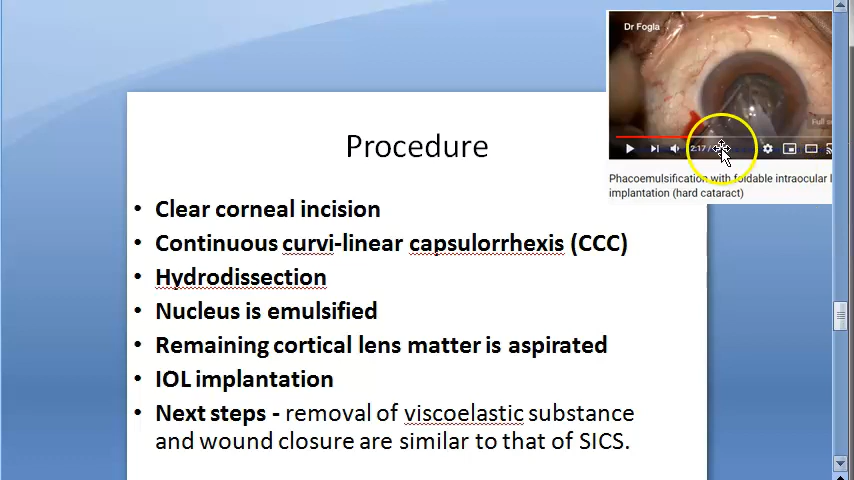 Dr Fogla
Full s
2:17 /
Phacoemulsification with foldable intraocular l
implantation (hard cataract)
Procedure
• Clear corneal incision
• Continuous curvi-linear capsulorrhexis (CCC)
• Hydrodissection
• Nucleus is emulsified
• Remaining cortical lens matter is aspirated
• IOL implantation
• Next steps - removal of viscoelastic substance
and wound closure are similar to that of SICS.